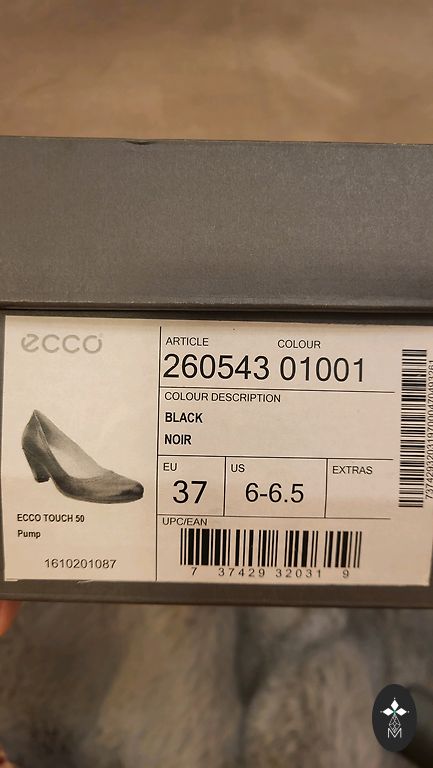 ecco
ARTICLE COLOUR
260543 01001
COLOUR DESCRIPTION
BLACK
NOIR
EU US EXTRAS
37 6-6.5
ECCO TOUCH 50
Pump
1610201087
UPC/EAN
7 37429 32031 9
M